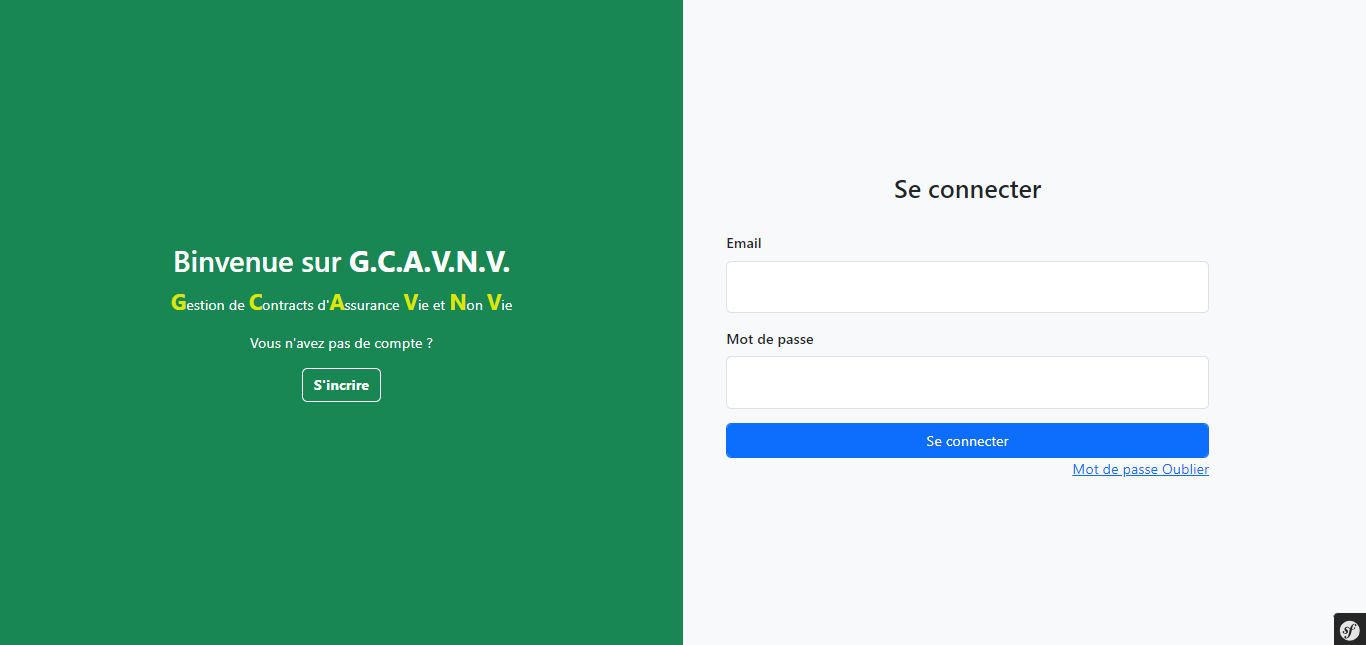 Binvenue sur G.C.A.V.N.V.
Gestion de Contracts d'Assurance Vie et Non Vie
Vous n'avez pas de compte ?
S'incrire
Se connecter
Email
Mot de passe
Se connecter
Mot de passe Oublier
sf